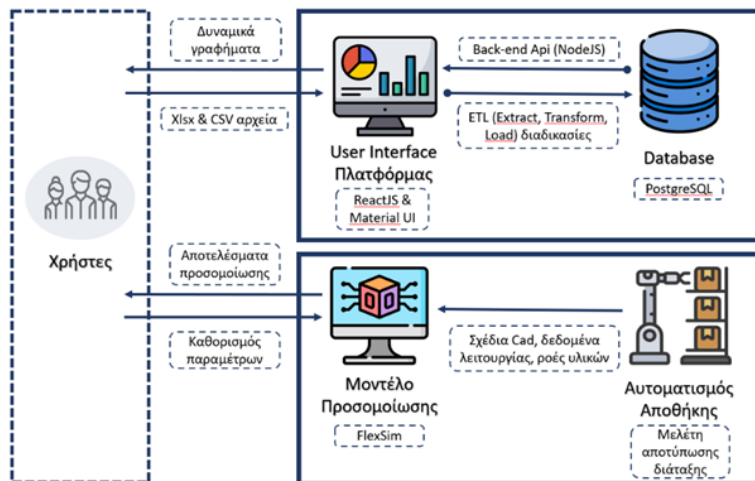 Δυναμικά
γραφήματα
Xlsx & CSV αρχεία
Back-end Api (NodeJS)
ETL (Extract, Transform,
Load) διαδικασίες
User Interface
Πλατφόρμας
ReactJS &
Material UI
Database
PostgreSQL
Χρήστες
Αποτελέσματα
προσομοίωσης
Καθορισμός
παραμέτρων
Σχέδια Cad, δεδομένα
λειτουργίας, ροές υλικών
Μοντέλο
Προσομοίωσης
FlexSim
Αυτοματισμός
Αποθήκης
Μελέτη
αποτύπωσης
διάταξης